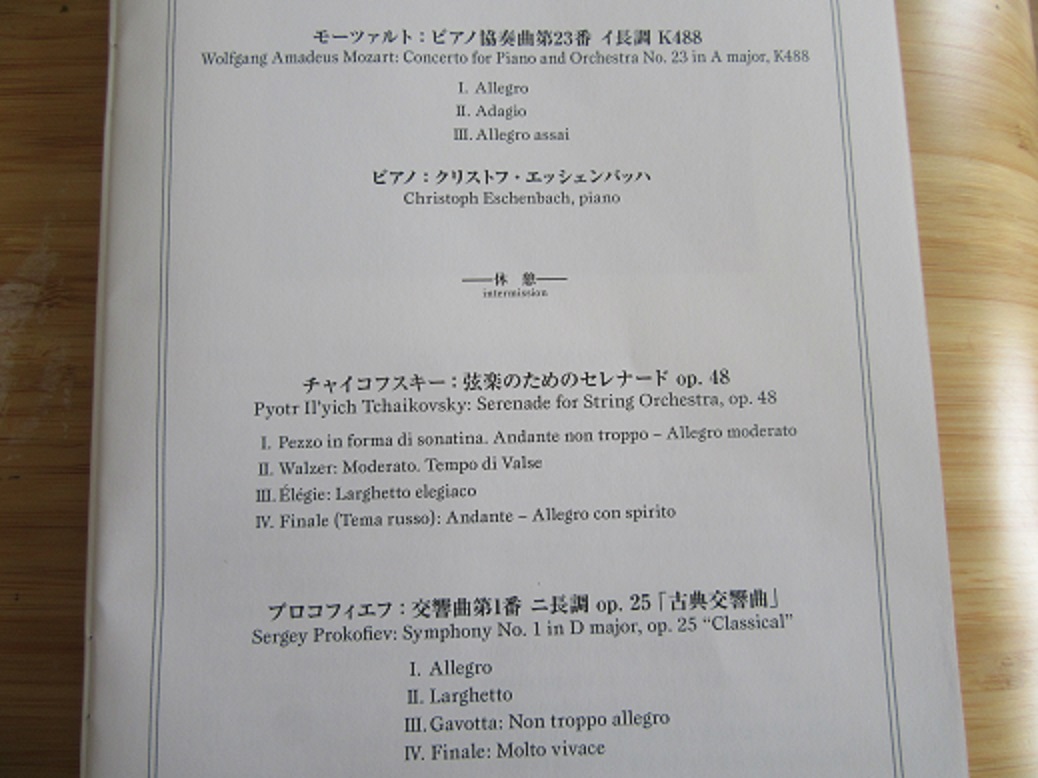 モーツァルト：ピアノ協奏曲第23番 イ長調 K488
Wolfgang Amadeus Mozart: Concerto for Piano and Orchestra No. 23 in A major, K488
I. Allegro
II. Adagio
III. Allegro assai
ピアノ：クリストフ・エッシェンバッハ
Christoph Eschenbach, piano
休 憩
intermission
チャイコフスキー：弦楽のためのセレナード op. 48
Pyotr Il'yich Tchaikovsky: Serenade for String Orchestra, op. 48
I. Pezzo in forma di sonatina. Andante non troppo – Allegro moderato
II. Walzer: Moderato. Tempo di Valse
III. Élégie: Larghetto elegiaco
IV. Finale (Tema russo): Andante – Allegro con spirito
プロコフィエフ：交響曲第1番 ニ長調 op. 25「古典交響曲」
Sergey Prokofiev: Symphony No. 1 in D major, op. 25 “Classical”
I. Allegro
II. Larghetto
III. Gavotta: Non troppo allegro
IV. Finale: Molto vivace